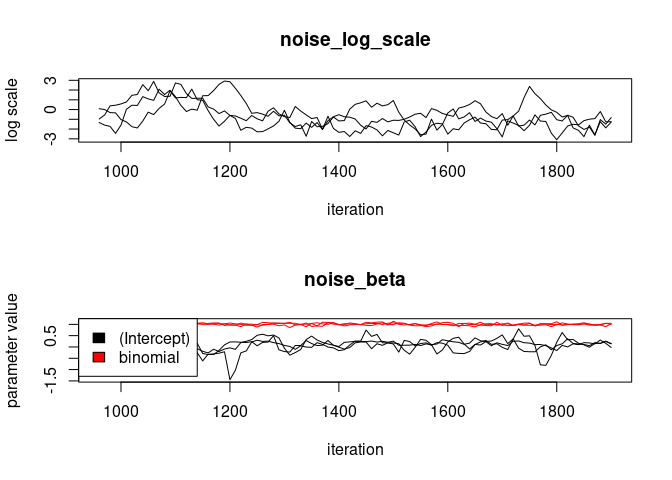 noise_log_scale
log scale
3
0
-3
1000 1200 1400 1600 1800
iteration
noise_beta
parameter value
0.5
-1.5
(Intercept)
binomial
1000 1200 1400 1600 1800
iteration